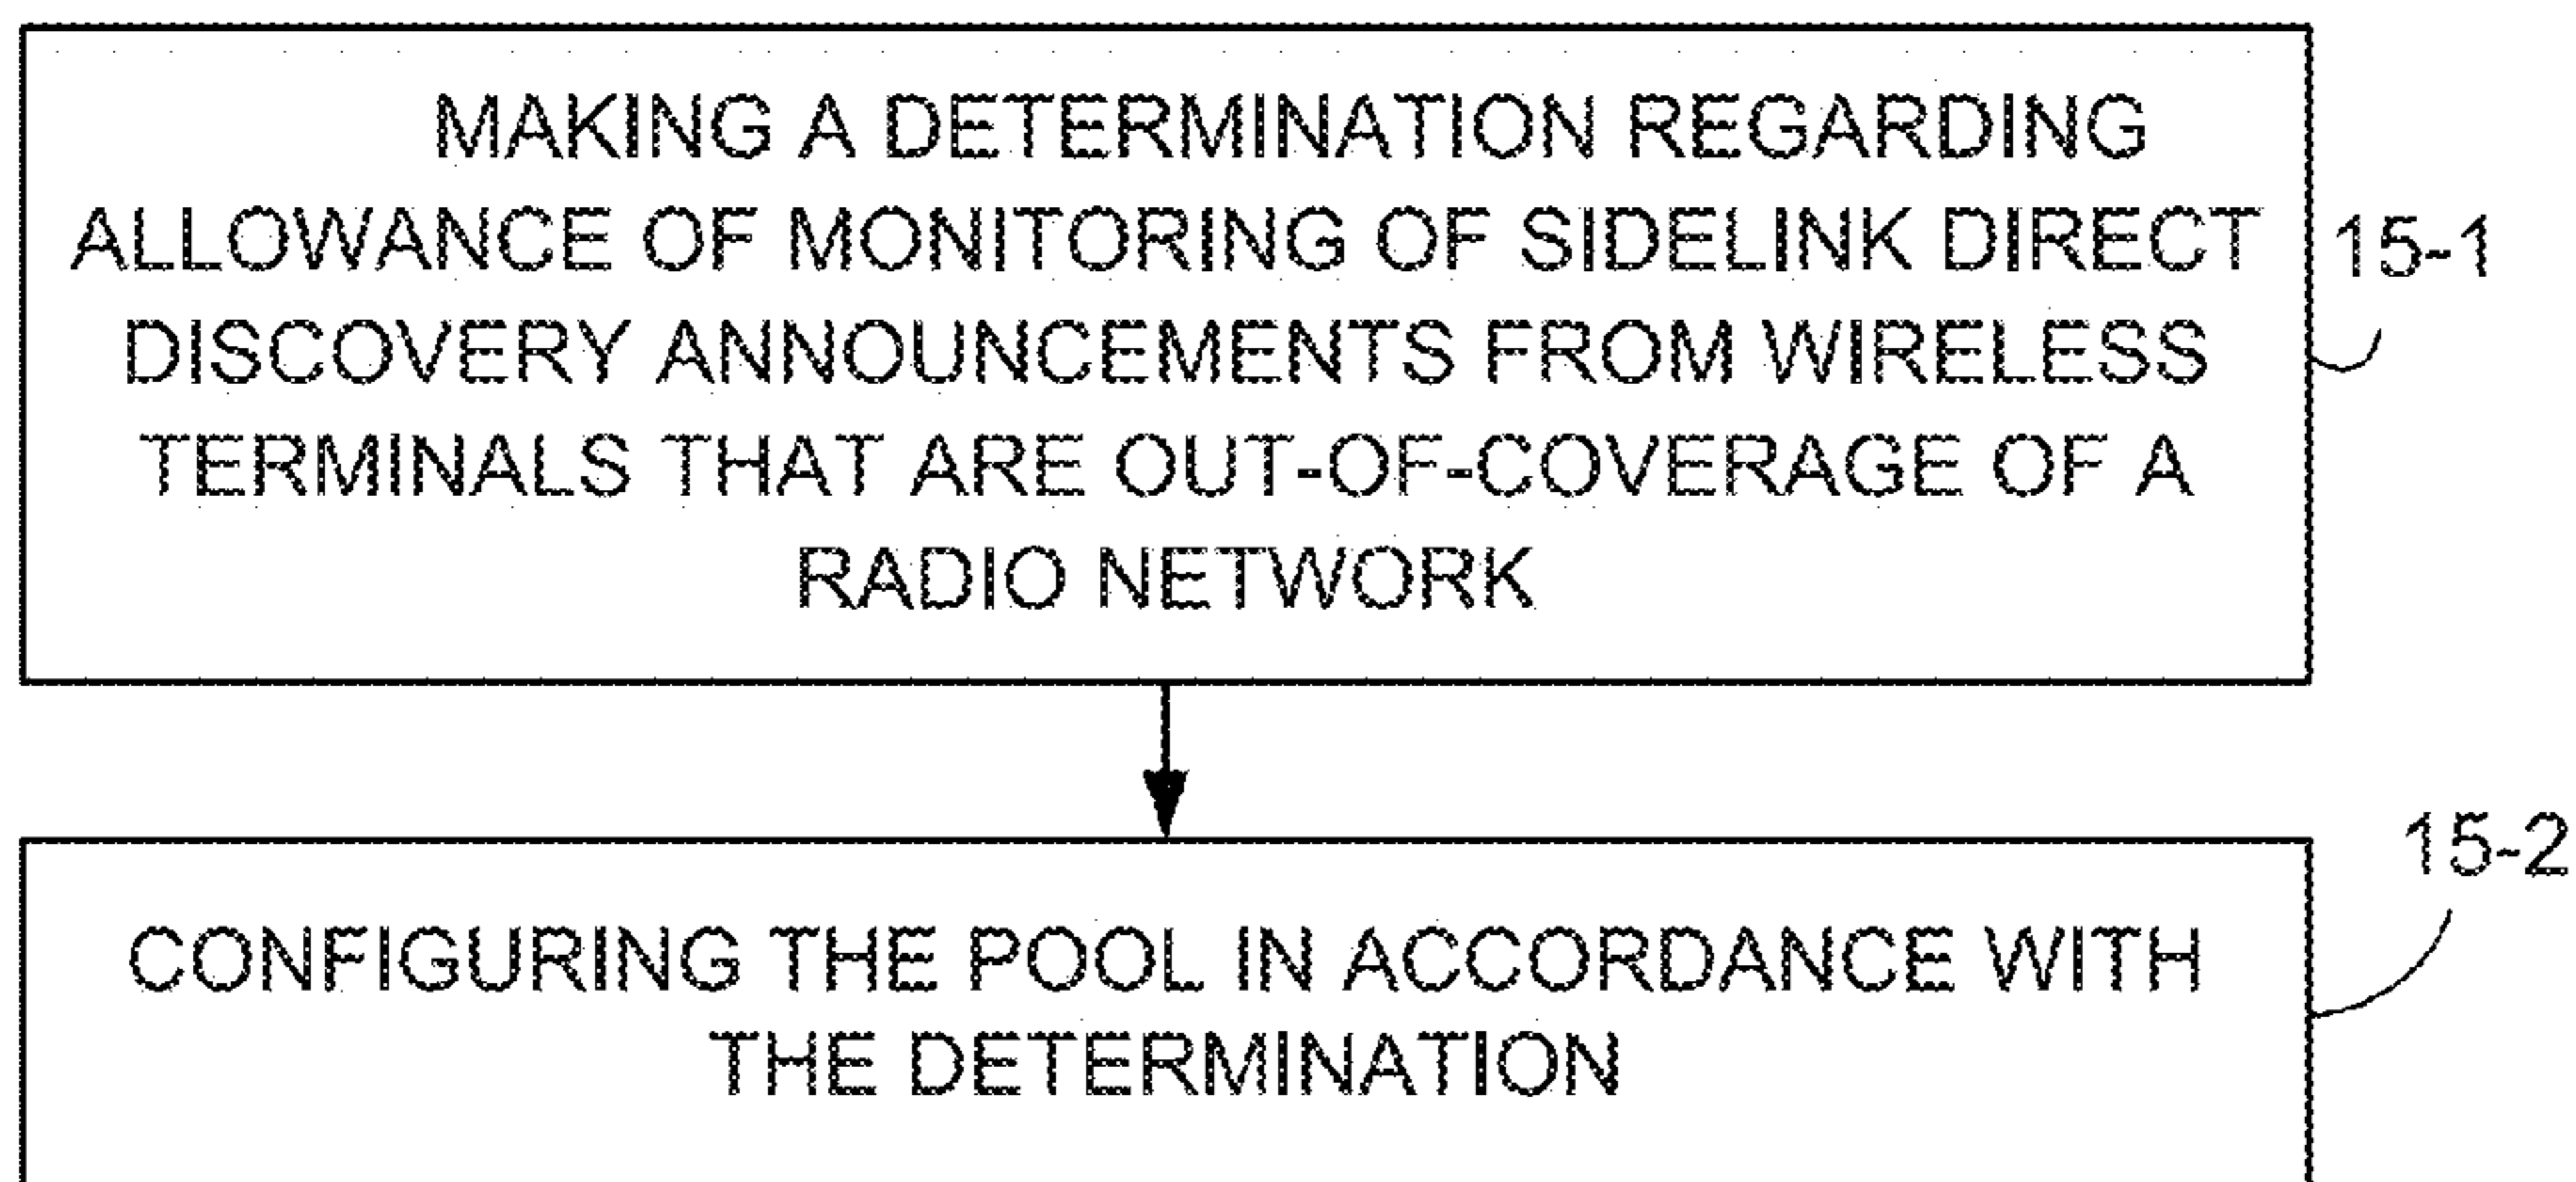 MAKING A DETERMINATION REGARDING
ALLOWANCE OF MONITORING OF SIDELINK DIRECT
DISCOVERY ANNOUNCEMENTS FROM WIRELESS
TERMINALS THAT ARE OUT-OF-COVERAGE OF A
RADIO NETWORK
15-1
15-2
CONFIGURING THE POOL IN ACCORDANCE WITH
THE DETERMINATION